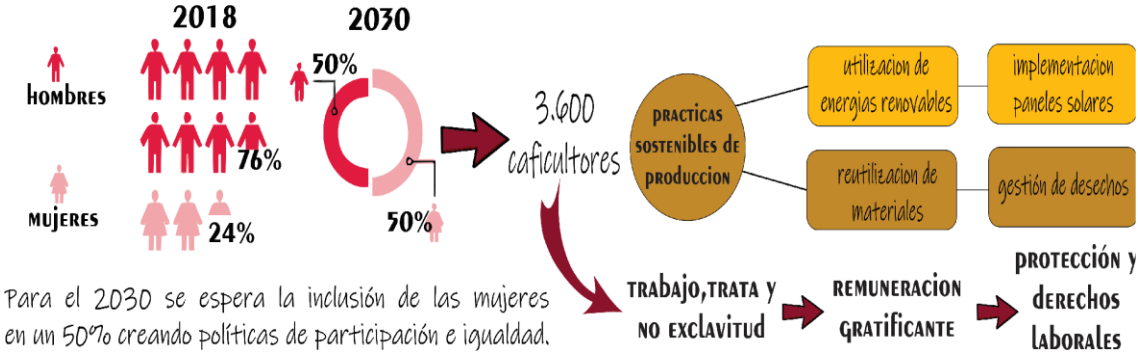 2018
2030
HOMBRES
76%
MUJERES
24%
50%
50%
3.600
caficultores
PRACTICAS
SOSTENIBLES DE
PRODUCCION
utilizacion de
energias renovables
implementacion
paneles solares
reutilizacion de
materiales
gestión de desechos
Para el 2030 se espera la inclusión de las mujeres
en un 50% creando políticas de participación e igualdad.
TRABAJO,TRATA Y
NO EXCLAVITUD
REMUNERACION
GRATIFICANTE
PROTECCIÓN Y
DERECHOS
LABORALES